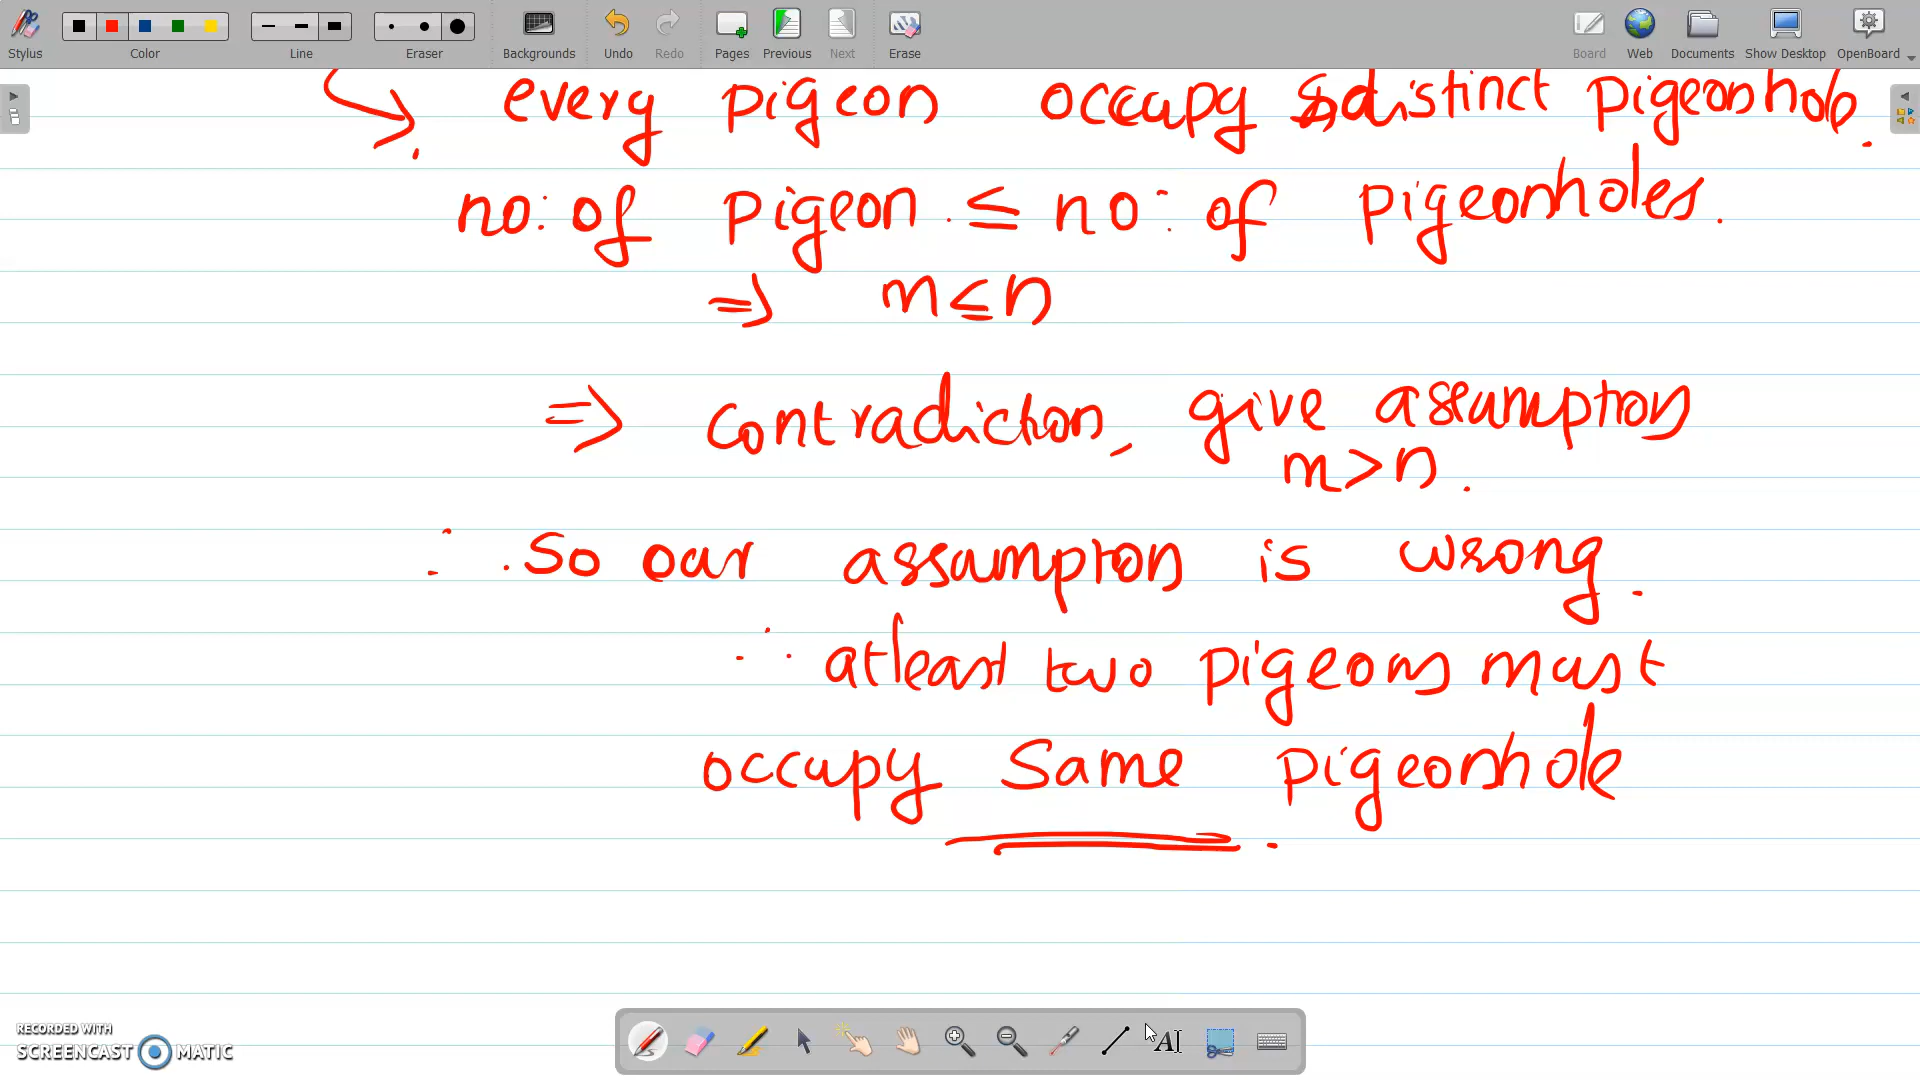 Stylus Color Line Eraser Backgrounds Undo Redo Pages Previous Next Erase Board Web Documents Show Desktop OpenBoard
every pigeon occupy distinct pigeonhole.
no: of pigeon ≤ no: of pigeonholes.
⇒ m ≤ n
⇒ contradiction, give assumption
m > n.
∴ So our assumption is wrong.
∴ atleast two pigeons must
occupy same pigeonhole.
RECORDED WITH
SCREENCAST MATIC